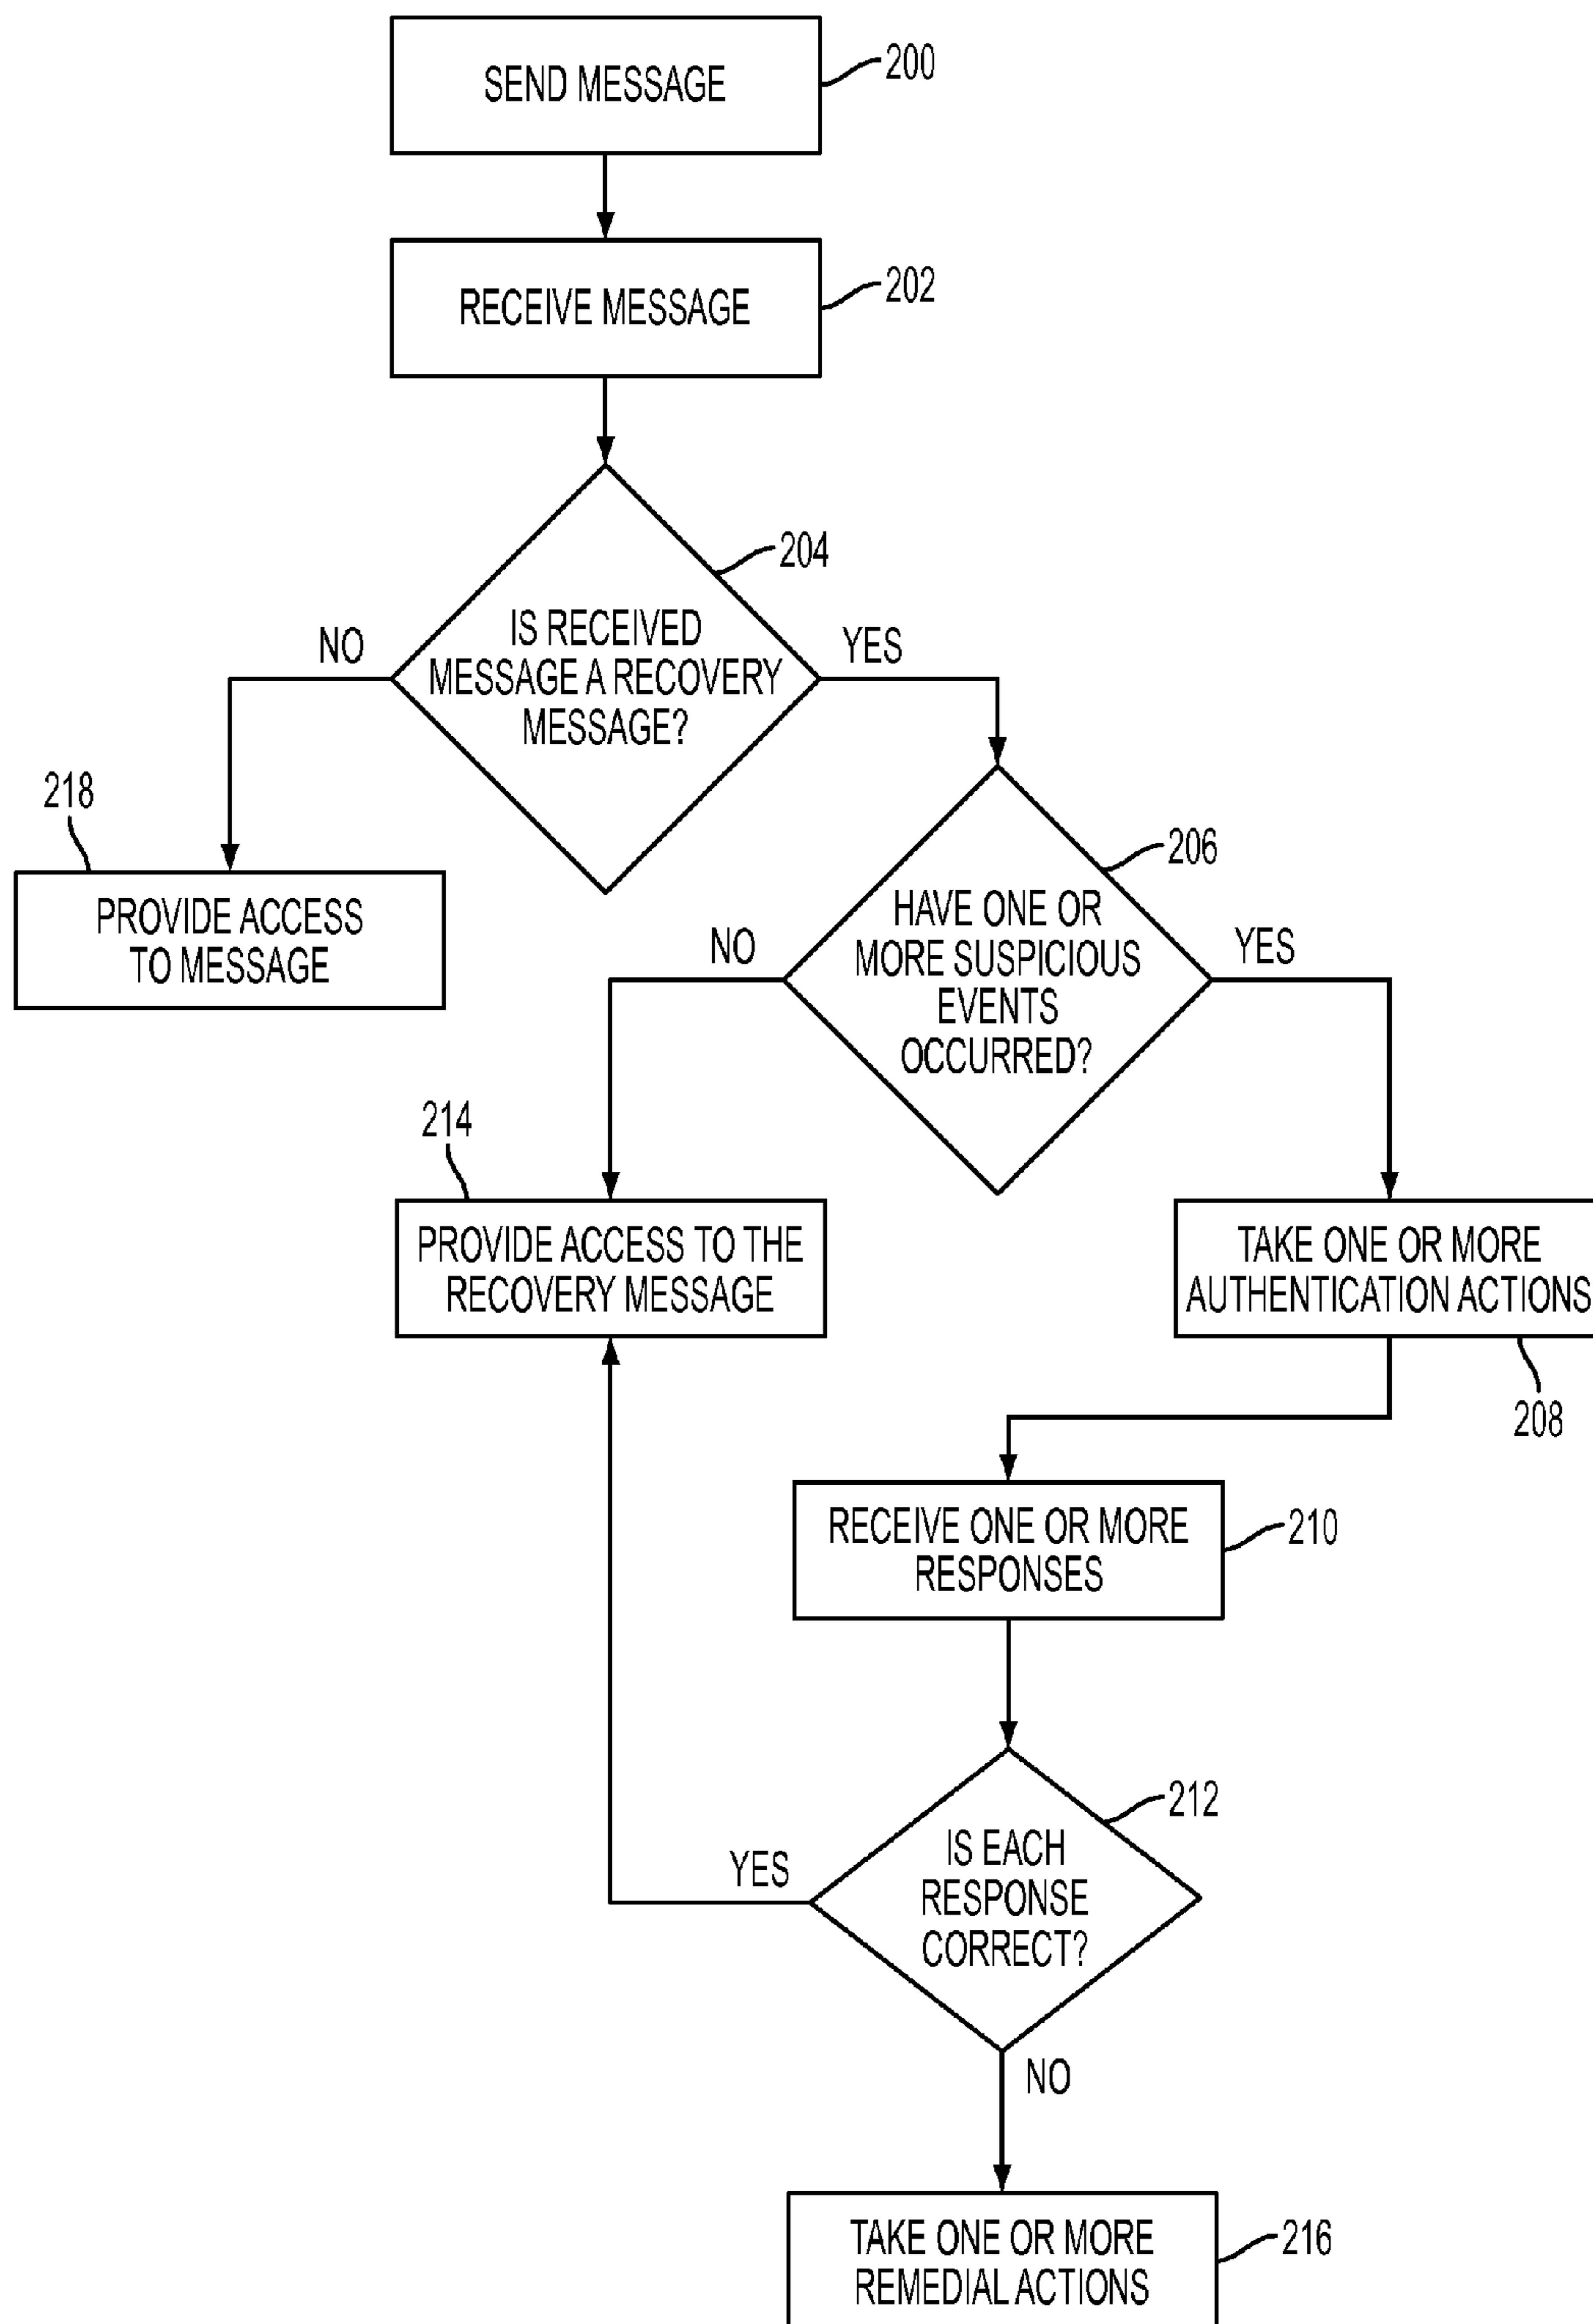 SEND MESSAGE
200
RECEIVE MESSAGE
202
204
IS RECEIVED
MESSAGE A RECOVERY
MESSAGE?
NO
YES
218
PROVIDE ACCESS
TO MESSAGE
206
HAVE ONE OR
MORE SUSPICIOUS
EVENTS
OCCURRED?
NO
YES
214
PROVIDE ACCESS TO THE
RECOVERY MESSAGE
TAKE ONE OR MORE
AUTHENTICATION ACTIONS
208
RECEIVE ONE OR MORE
RESPONSES
210
212
IS EACH
RESPONSE
CORRECT?
YES
NO
TAKE ONE OR MORE
REMEDIAL ACTIONS
216